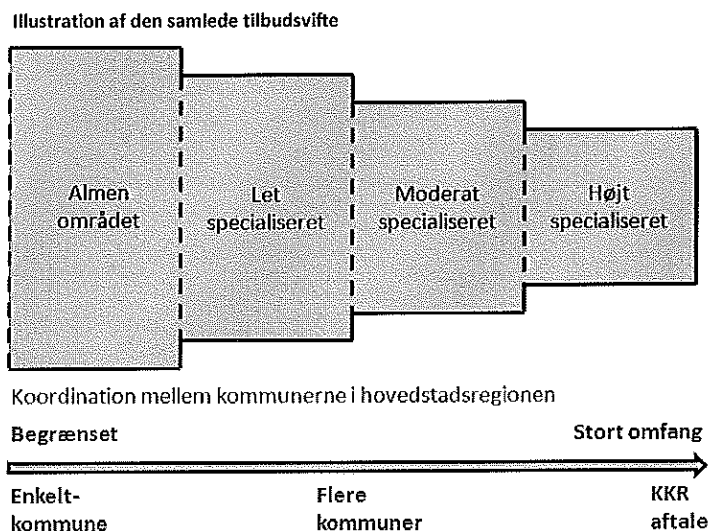 Illustration af den samlede tilbudsvifte
Almen
området
Let
specialiseret
Moderat
specialiseret
Højt
specialiseret
Koordination mellem kommunerne i hovedstadsregionen
Begrænset
Stort omfang
Enkelt-
kommune
Flere
kommuner
KKR
aftale